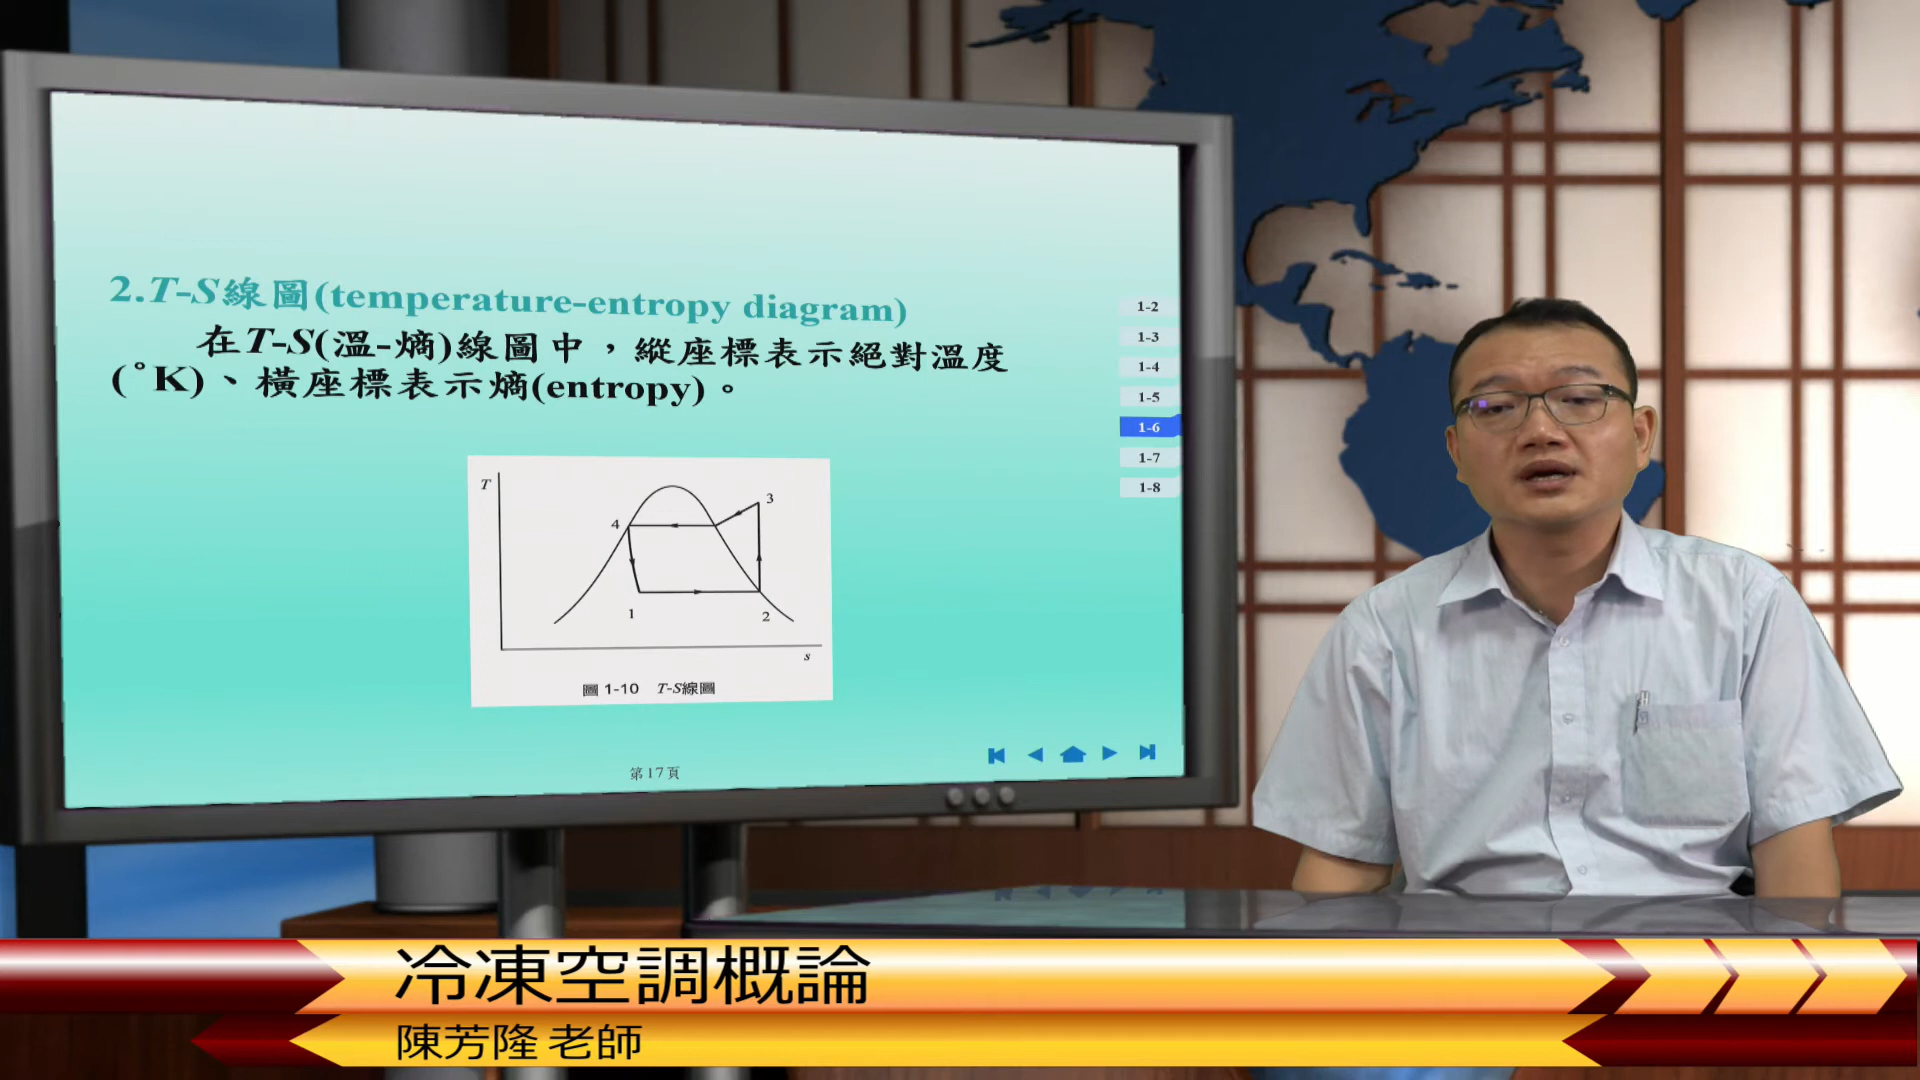 2.T-S線圖(temperature-entropy diagram)
在T-S(溫-熵)線圖中，縱座標表示絕對溫度
(°K)、橫座標表示熵(entropy)。
1-2
1-3
1-4
1-5
1-6
1-7
1-8
T
3
4
1
2
s
圖 1-10 T-S線圖
第17頁
冷凍空調概論
陳芳隆 老師